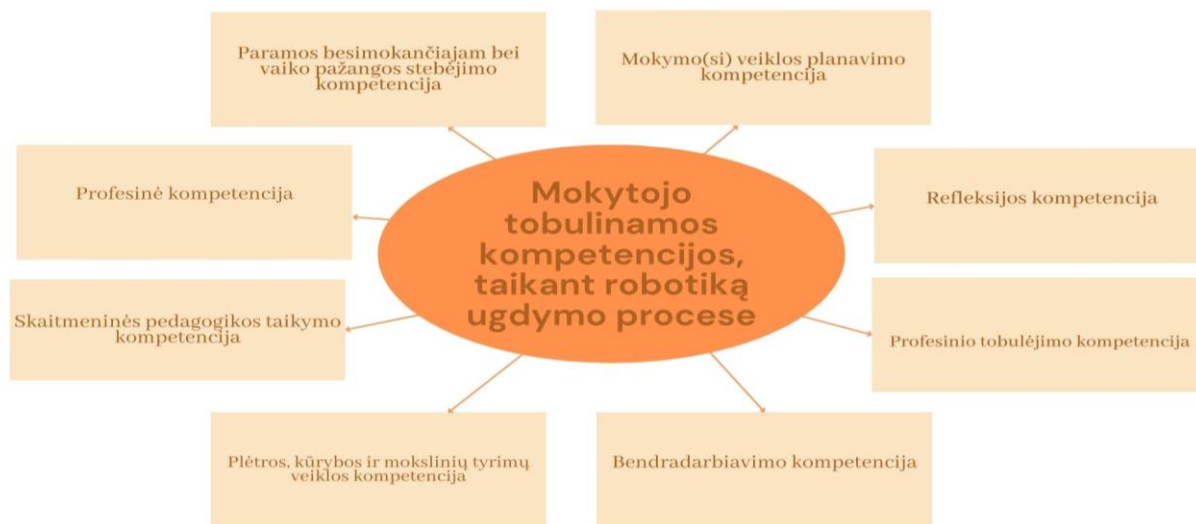 Paramos besimokančiajam bei
vaiko pažangos stebėjimo
kompetencija
Mokymo(si) veiklos planavimo
kompetencija
Profesinė kompetencija
Mokytojo
tobulinamos
kompetencijos,
taikant robotiką
ugdymo procese
Refleksijos kompetencija
Skaitmeninės pedagogikos taikymo
kompetencija
Profesinio tobulėjimo kompetencija
Plėtros, kūrybos ir mokslinių tyrimų
veiklos kompetencija
Bendradarbiavimo kompetencija